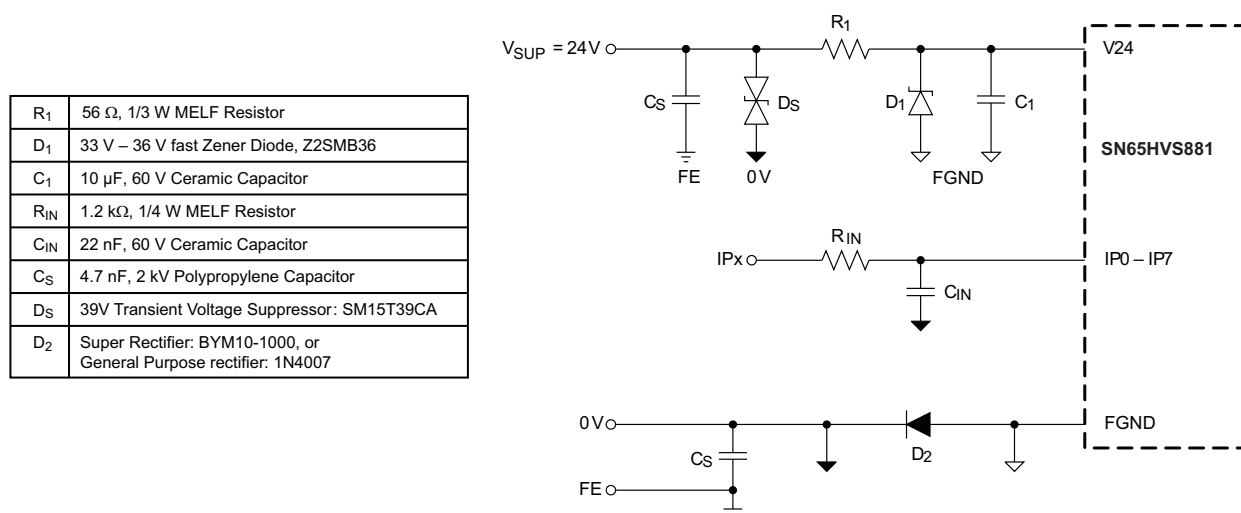 R1 56 Ω, 1/3 W MELF Resistor
D1 33 V – 36 V fast Zener Diode, Z2SMB36
C1 10 µF, 60 V Ceramic Capacitor
RIN 1.2 kΩ, 1/4 W MELF Resistor
CIN 22 nF, 60 V Ceramic Capacitor
CS 4.7 nF, 2 kV Polypropylene Capacitor
DS 39V Transient Voltage Suppressor: SM15T39CA
D2 Super Rectifier: BYM10-1000, or
General Purpose rectifier: 1N4007
R1
VSUP = 24V
V24
CS
DS
D1
C1
SN65HVS881
FE
0V
FGND
RIN
IPx
IP0 – IP7
CIN
0V
FGND
CS
D2
FE